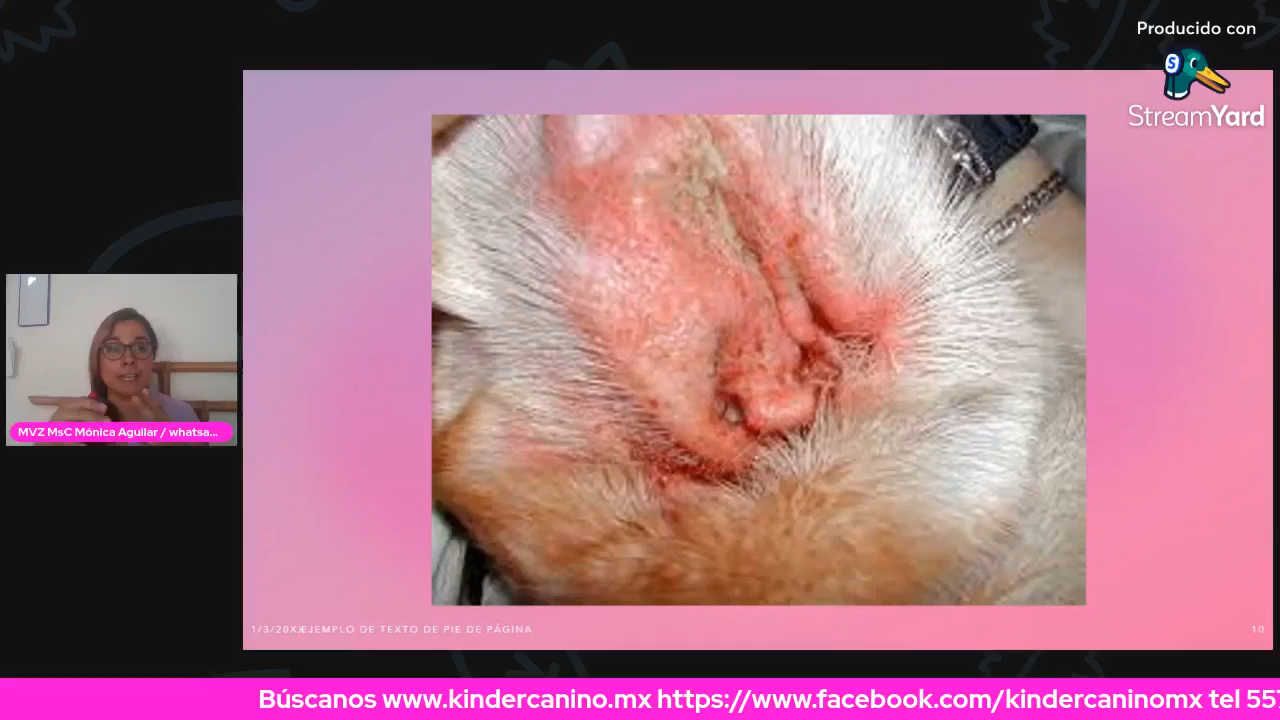 Producido con
StreamYard
MVZ MsC Mónica Aguilar / whatsa...
1/3/20XX
EJEMPLO DE TEXTO DE PIE DE PÁGINA
10
Búscanos www.kindercanino.mx https://www.facebook.com/kindercaninomx tel 557